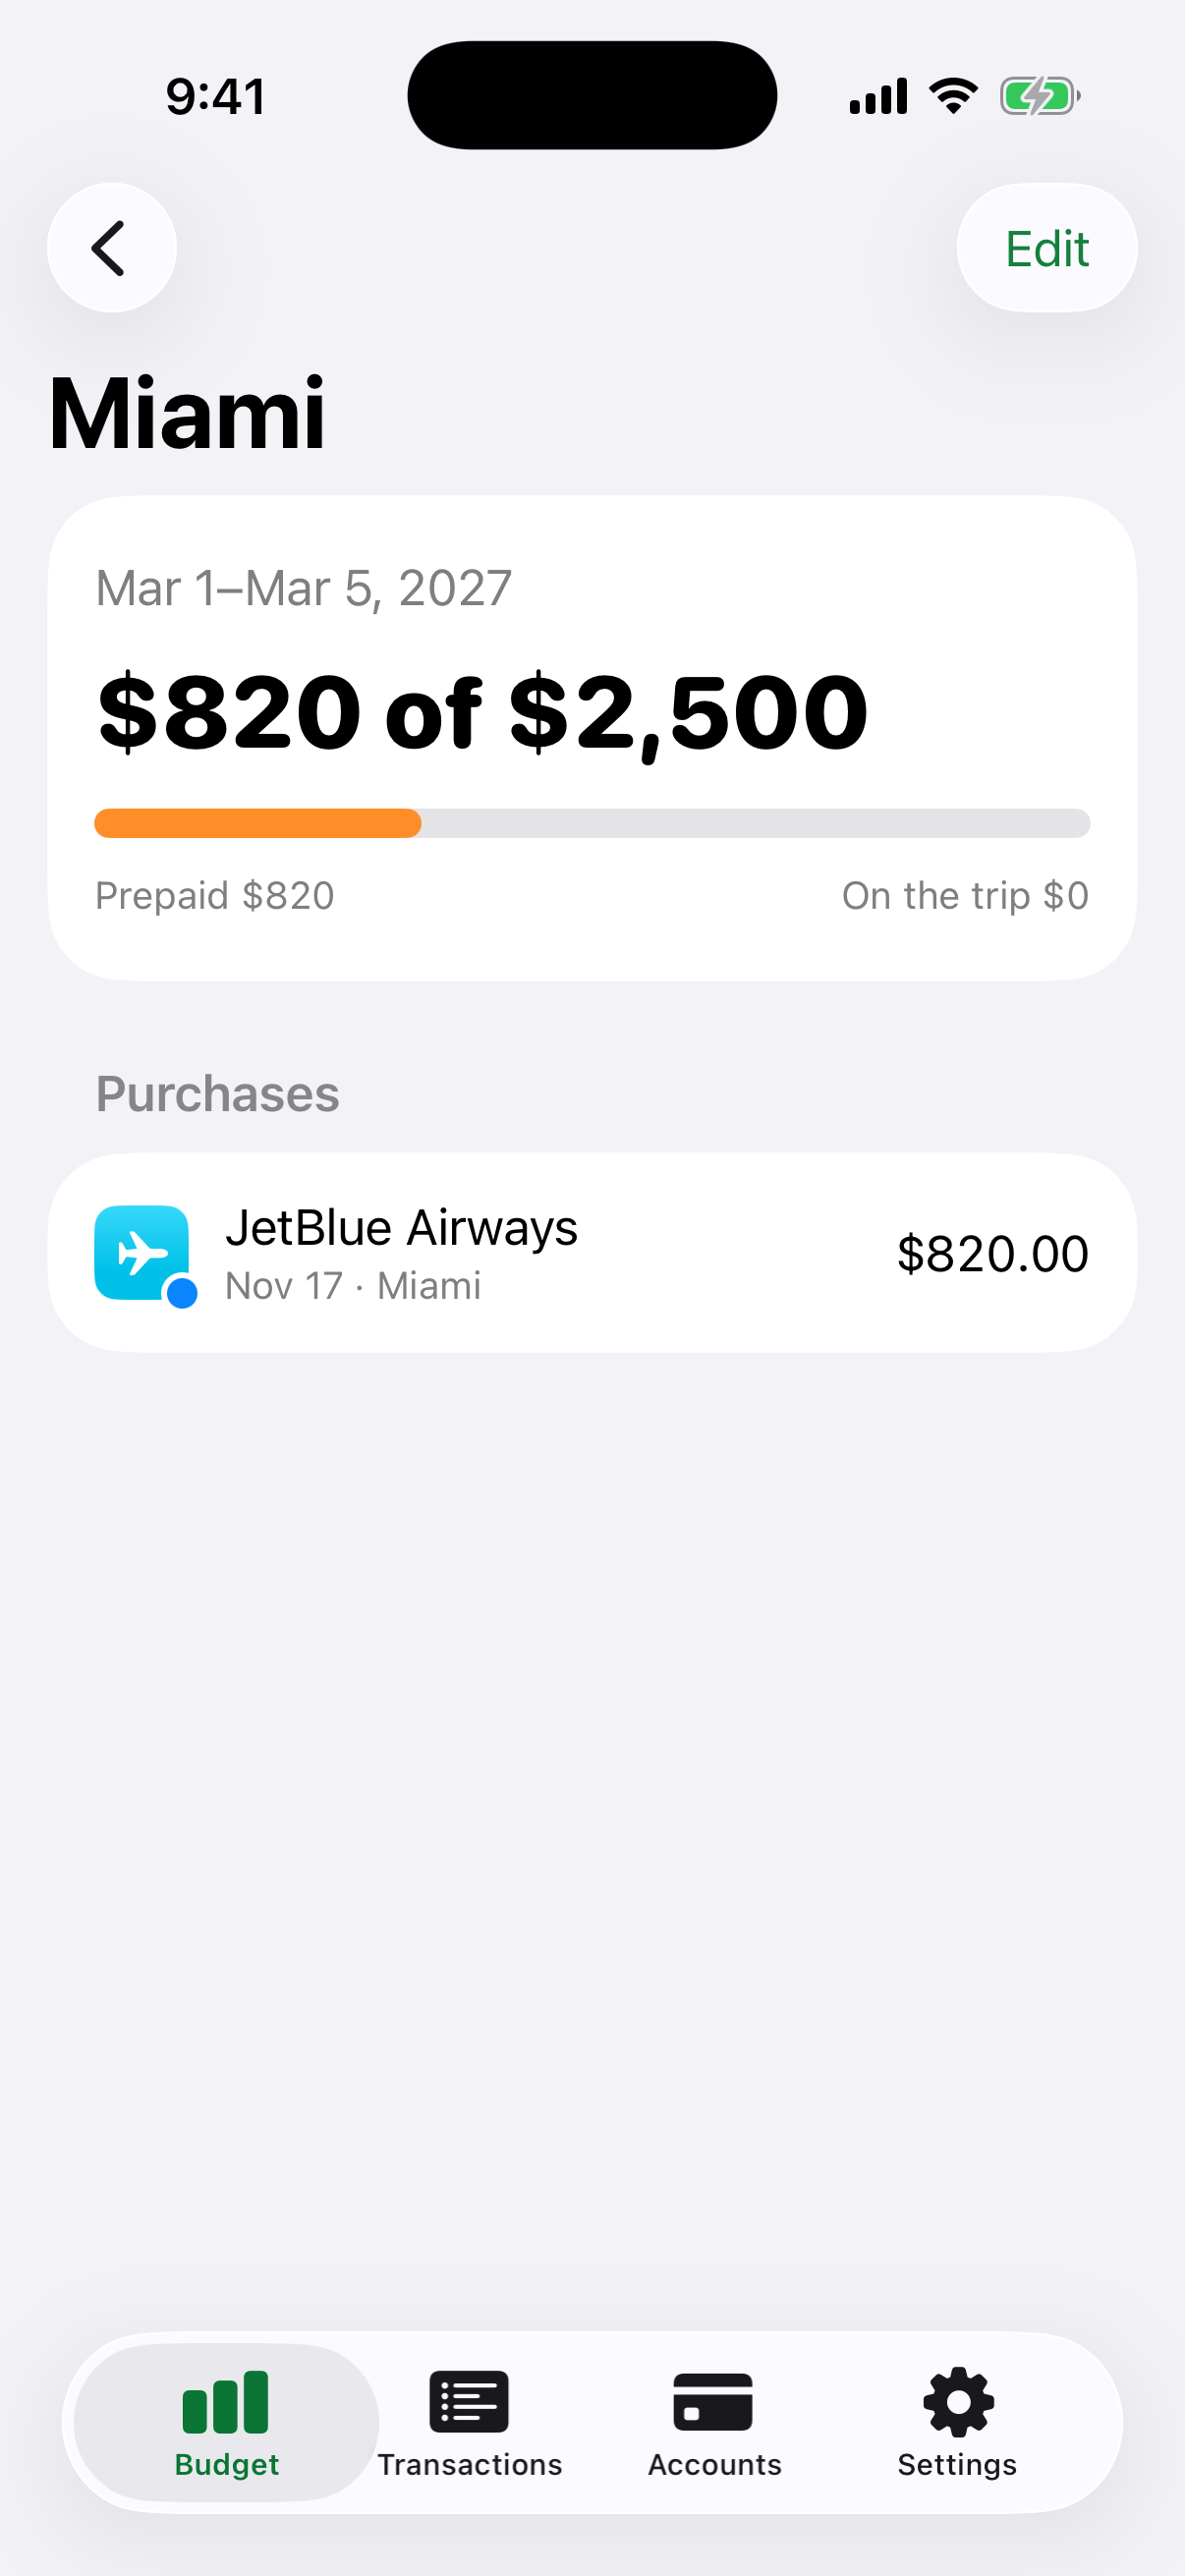 9:41
Edit
Miami
Mar 1–Mar 5, 2027
$820 of $2,500
Prepaid $820
On the trip $0
Purchases
JetBlue Airways
$820.00
Nov 17 · Miami
Budget
Transactions
Accounts
Settings